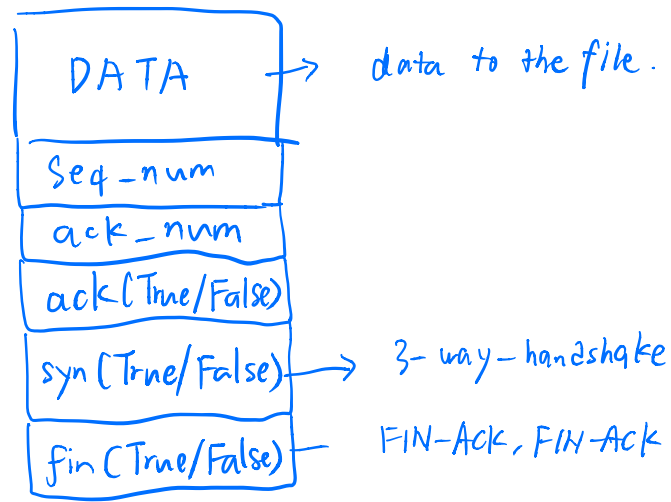 DATA → data to the file.
Seq_num
ack_num
ack(True/False)
syn(True/False) → 3-way-handshake
fin(True/False) — FIN-ACK, FIN-ACK